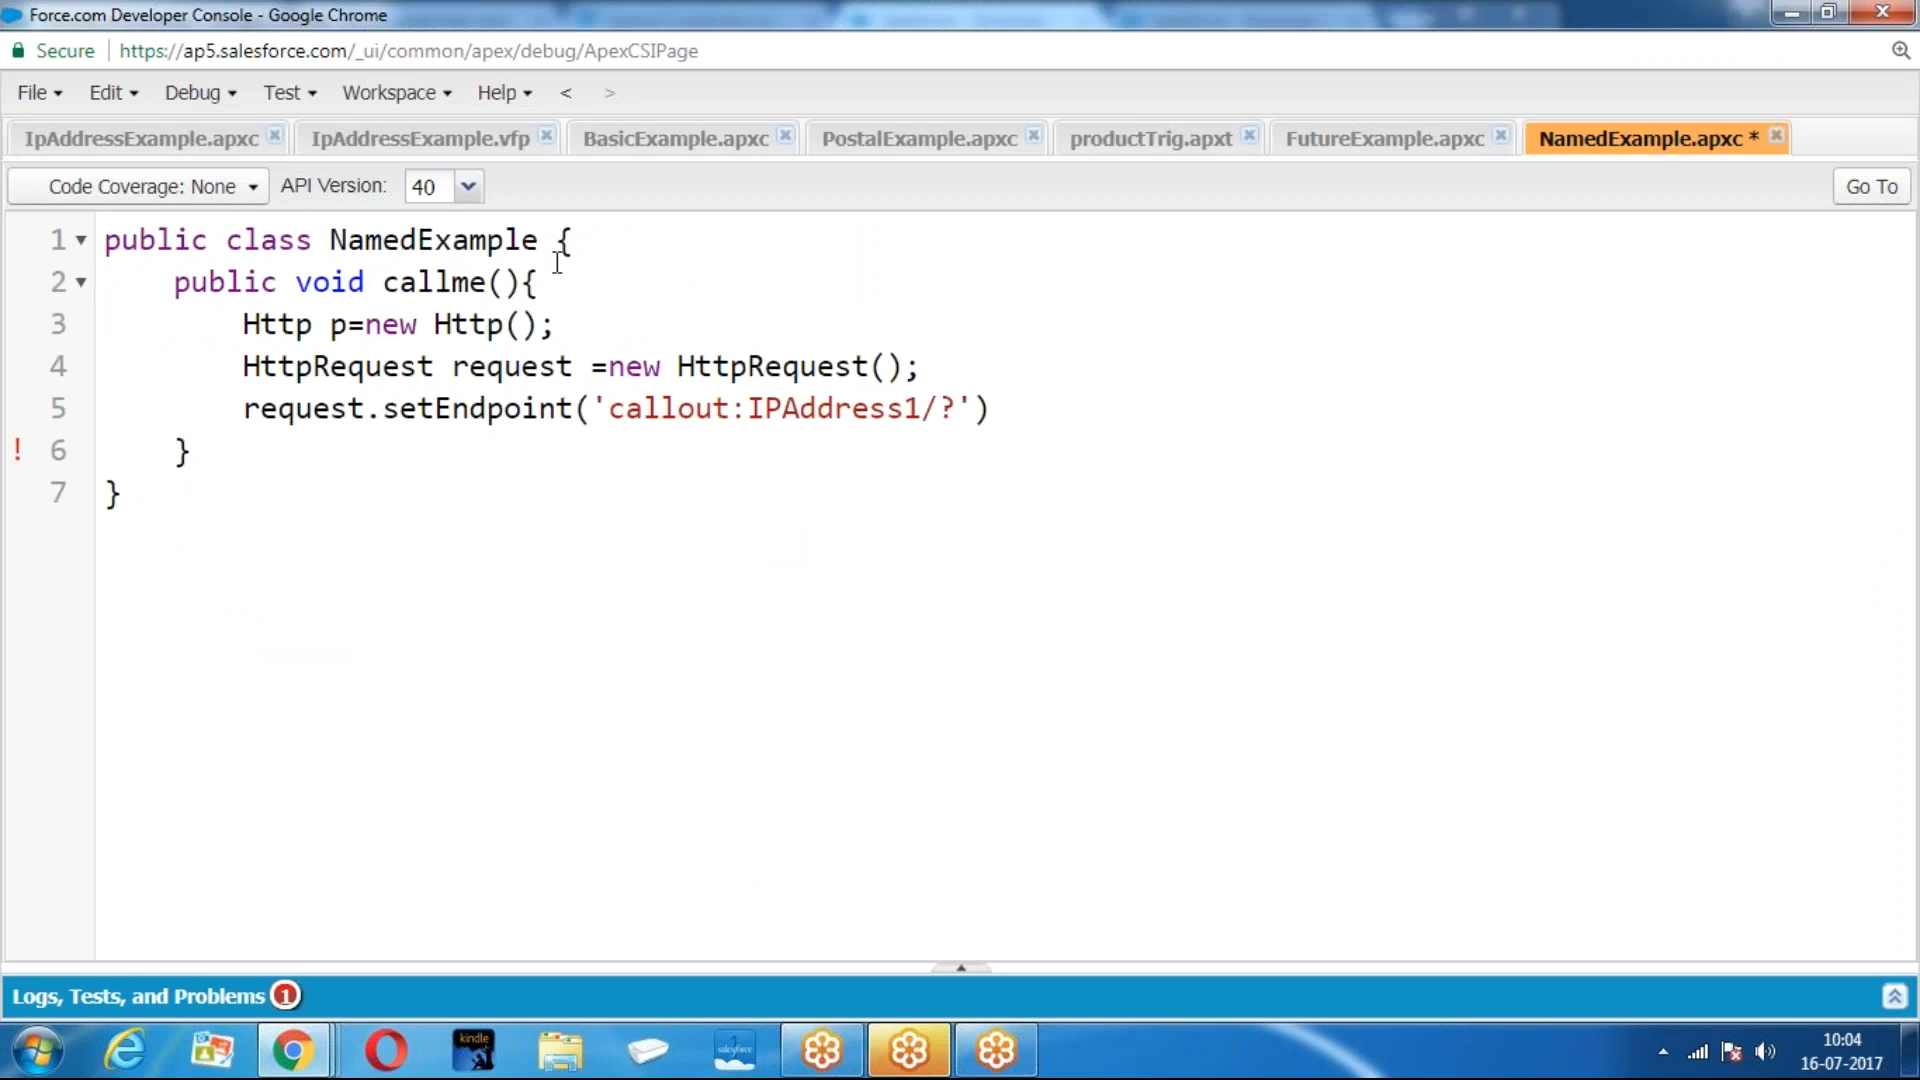 Force.com Developer Console - Google Chrome
Secure https://ap5.salesforce.com/_ui/common/apex/debug/ApexCSIPage
File Edit Debug Test Workspace Help < >
IpAddressExample.apxc IpAddressExample.vfp BasicExample.apxc PostalExample.apxc productTrig.apxt FutureExample.apxc NamedExample.apxc *
Code Coverage: None API Version: 40 Go To
1 public class NamedExample {
2 public void callme(){
3 Http p=new Http();
4 HttpRequest request =new HttpRequest();
5 request.setEndpoint('callout:IPAddress1/?')
! 6 }
7 }
Logs, Tests, and Problems 1
kindle
salesforce
10:04
16-07-2017